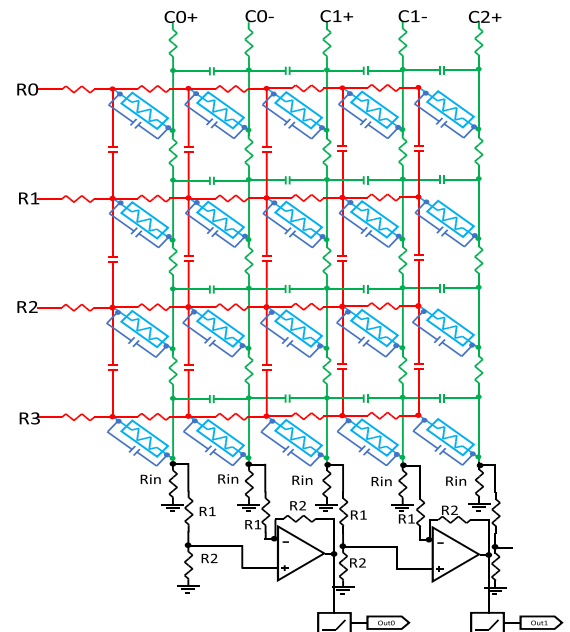 C0+ C0- C1+ C1- C2+
R0
R1
R2
R3
Rin Rin Rin Rin Rin
R1 R1 R2 R1 R1 R2
R2 R2
− −
+ +
Out0 Out1